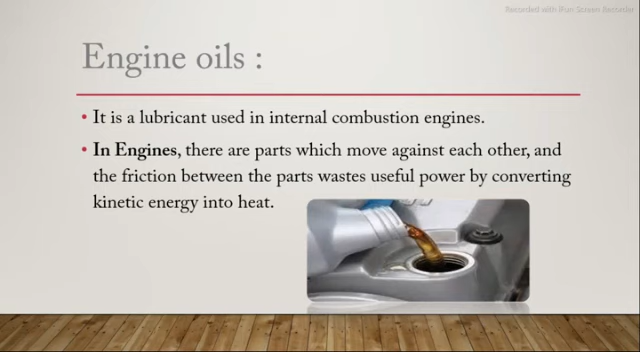 Recorded with iFun Screen Recorder
Engine oils :
• It is a lubricant used in internal combustion engines.
• In Engines, there are parts which move against each other, and
the friction between the parts wastes useful power by converting
kinetic energy into heat.